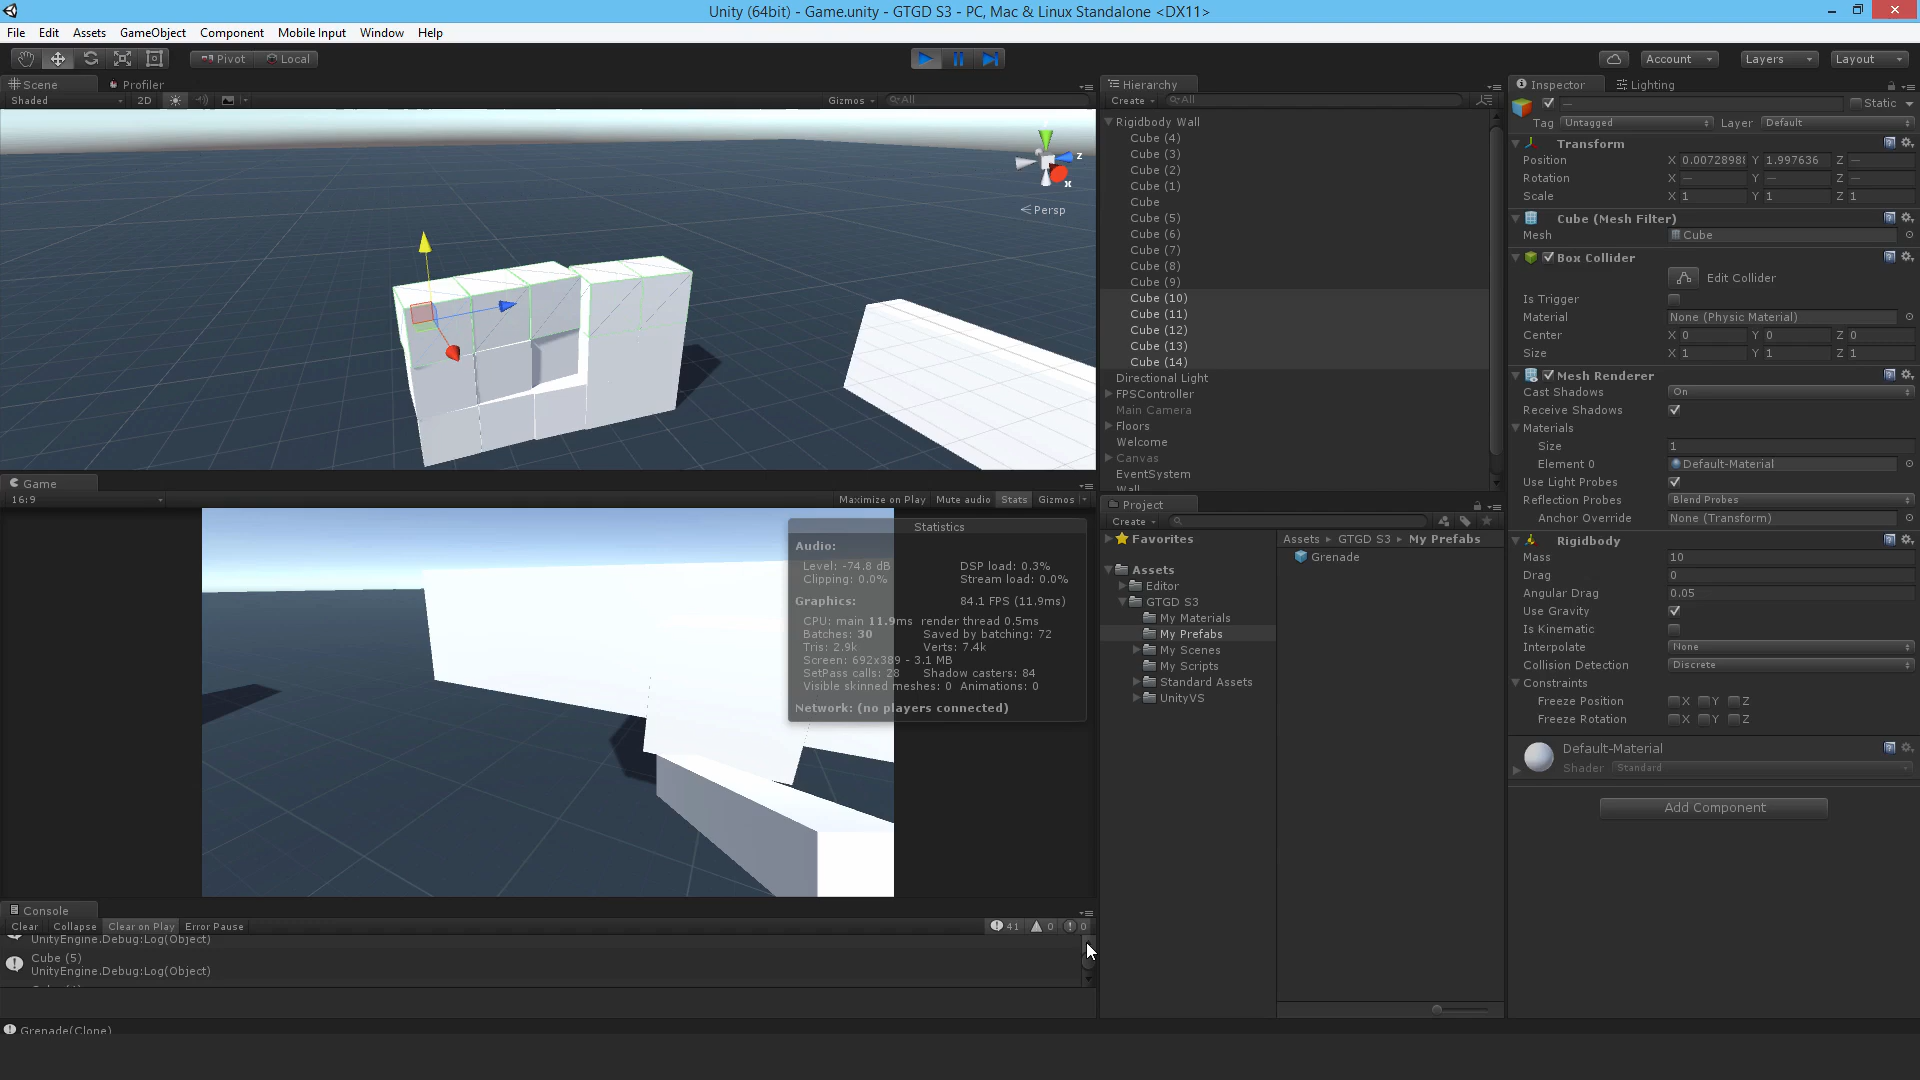 Unity (64bit) - Game.unity - GTGD S3 - PC, Mac & Linux Standalone <DX11>
File Edit Assets GameObject Component Mobile Input Window Help
Pivot Local Account Layers Layout
Scene Profiler
Shaded 2D Gizmos All
z
x
Persp
Game
16:9 Maximize on Play Mute audio Stats Gizmos
Statistics
Audio:
Level: -74.8 dB DSP load: 0.3%
Clipping: 0.0% Stream load: 0.0%
Graphics: 84.1 FPS (11.9ms)
CPU: main 11.9ms render thread 0.5ms
Batches: 30 Saved by batching: 72
Tris: 2.9k Verts: 7.4k
Screen: 692x389 - 3.1 MB
SetPass calls: 28 Shadow casters: 84
Visible skinned meshes: 0 Animations: 0
Network: (no players connected)
Console
Clear Collapse Clear on Play Error Pause 41 0 0
UnityEngine.Debug:Log(Object)
Cube (5)
UnityEngine.Debug:Log(Object)
Grenade(Clone)
Hierarchy
Create All
Rigidbody Wall
Cube (4)
Cube (3)
Cube (2)
Cube (1)
Cube
Cube (5)
Cube (6)
Cube (7)
Cube (8)
Cube (9)
Cube (10)
Cube (11)
Cube (12)
Cube (13)
Cube (14)
Directional Light
FPSController
Main Camera
Floors
Welcome
Canvas
EventSystem
Wall
Project
Create
Favorites
Assets
Editor
GTGD S3
My Materials
My Prefabs
My Scenes
My Scripts
Standard Assets
UnityVS
Assets GTGD S3 My Prefabs
Grenade
Inspector Lighting
— Static
Tag Untagged Layer Default
Transform
Position X 0.0072898 Y 1.997636 Z —
Rotation X — Y — Z —
Scale X 1 Y 1 Z 1
Cube (Mesh Filter)
Mesh Cube
Box Collider
Edit Collider
Is Trigger
Material None (Physic Material)
Center X 0 Y 0 Z 0
Size X 1 Y 1 Z 1
Mesh Renderer
Cast Shadows On
Receive Shadows
Materials
Size 1
Element 0 Default-Material
Use Light Probes
Reflection Probes Blend Probes
Anchor Override None (Transform)
Rigidbody
Mass 10
Drag 0
Angular Drag 0.05
Use Gravity
Is Kinematic
Interpolate None
Collision Detection Discrete
Constraints
Freeze Position X Y Z
Freeze Rotation X Y Z
Default-Material
Shader Standard
Add Component